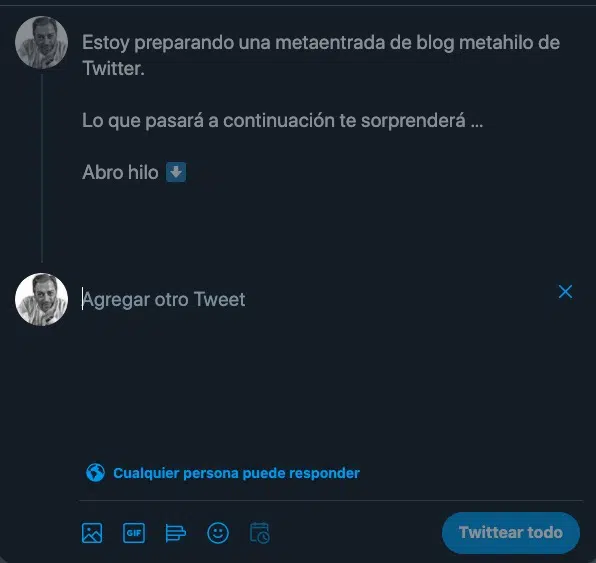 Estoy preparando una metaentrada de blog metahilo de
Twitter.
Lo que pasará a continuación te sorprenderá ...
Abro hilo ⬇️
Agregar otro Tweet
Cualquier persona puede responder
GIF
Twittear todo